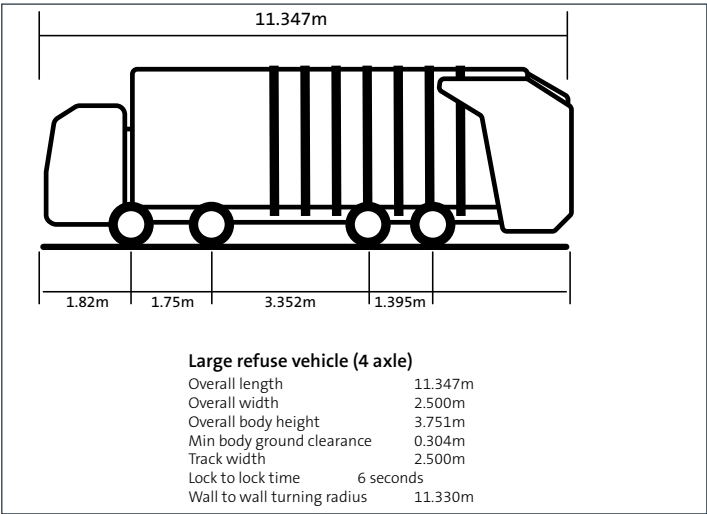 11.347m
1.82m 1.75m 3.352m 1.395m
Large refuse vehicle (4 axle)
Overall length 11.347m
Overall width 2.500m
Overall body height 3.751m
Min body ground clearance 0.304m
Track width 2.500m
Lock to lock time 6 seconds
Wall to wall turning radius 11.330m